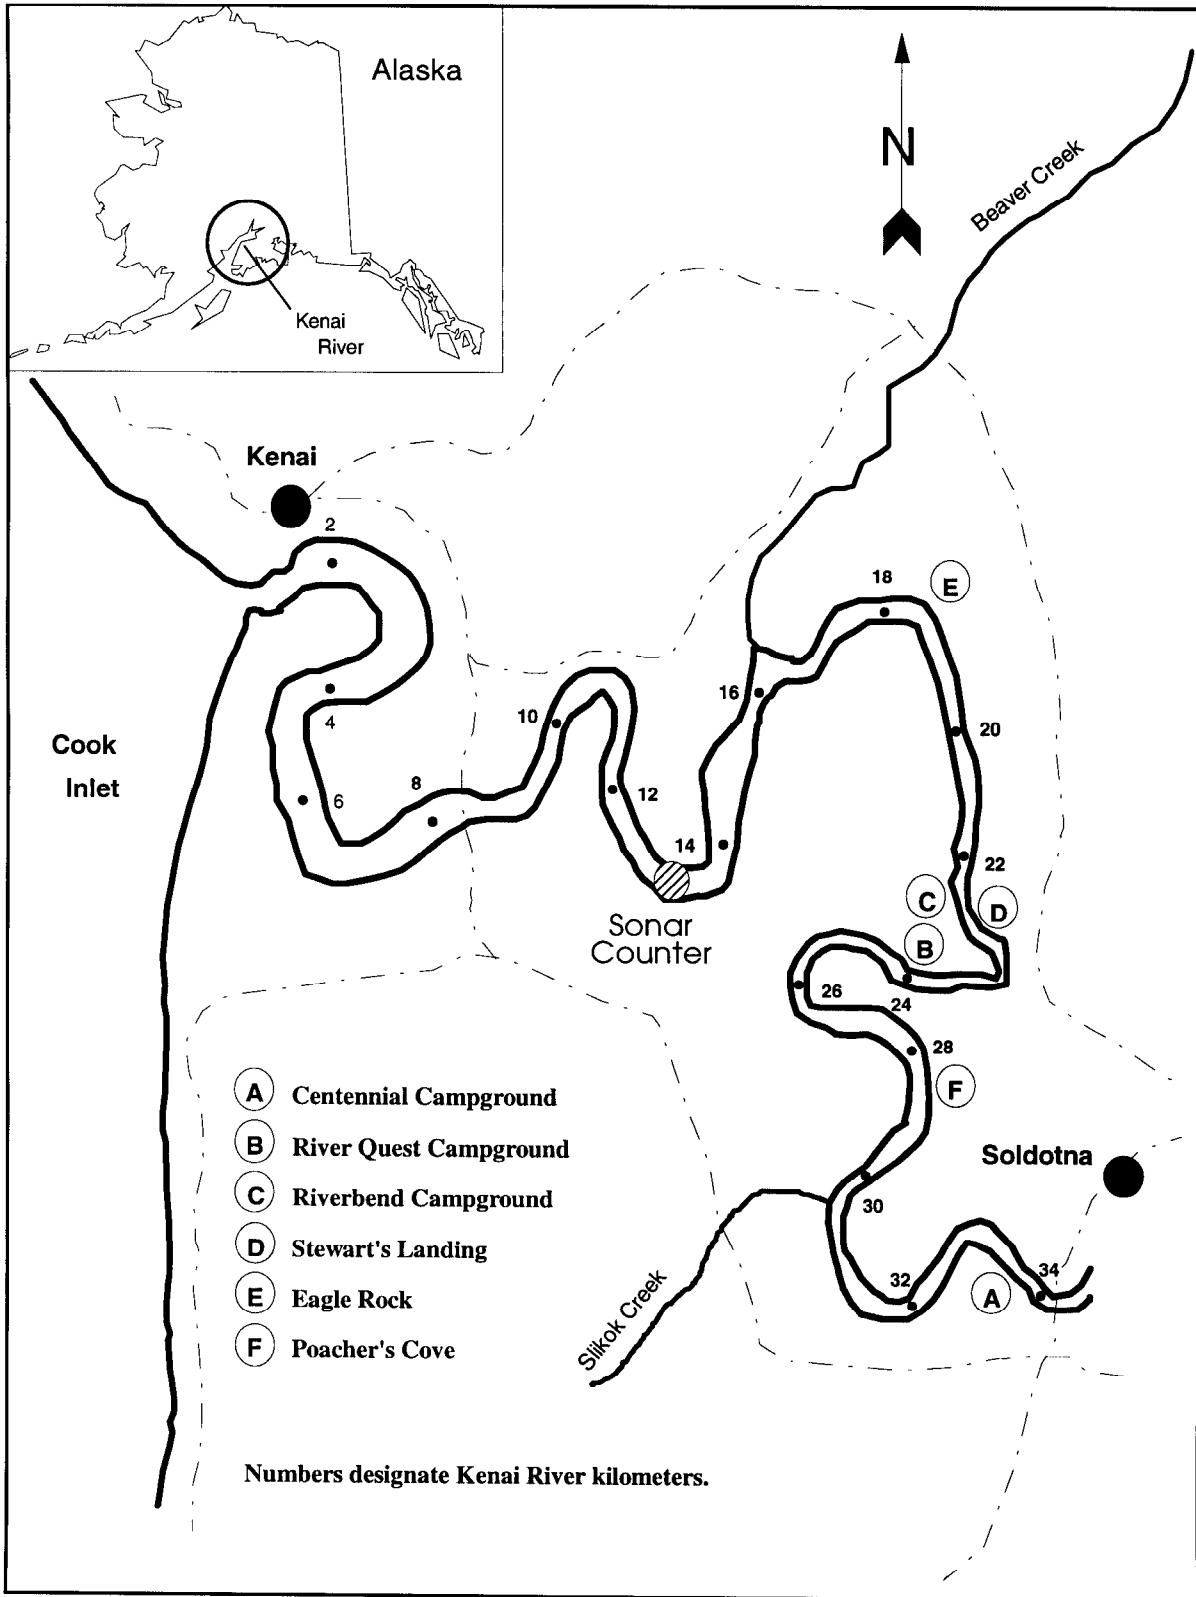 Alaska
Kenai
River
N
Beaver Creek
Kenai
2
18
E
4
16
10
20
Cook
Inlet
6
8
12
14
22
C
D
Sonar
Counter
B
26
24
28
F
A Centennial Campground
B River Quest Campground
C Riverbend Campground
D Stewart's Landing
E Eagle Rock
F Poacher's Cove
Soldotna
30
Slikok Creek
32
34
A
Numbers designate Kenai River kilometers.